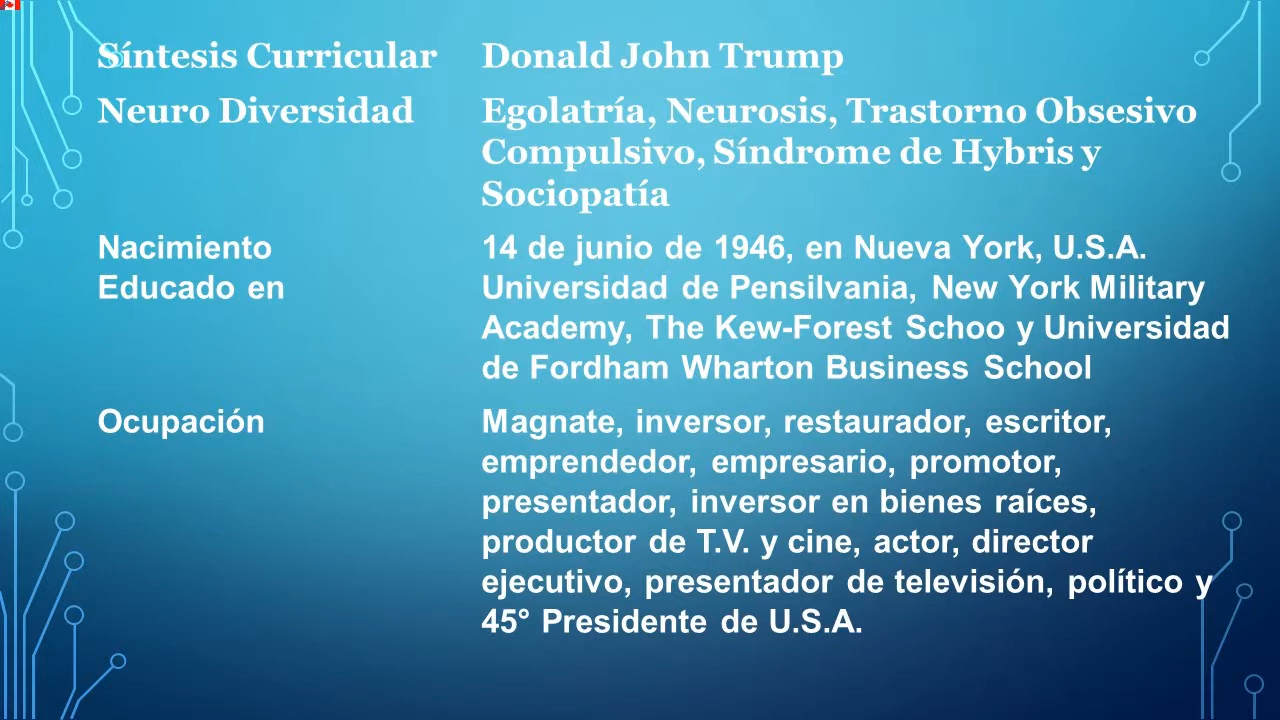 Síntesis Curricular Donald John Trump
Neuro Diversidad Egolatría, Neurosis, Trastorno Obsesivo
Compulsivo, Síndrome de Hybris y
Sociopatía
Nacimiento 14 de junio de 1946, en Nueva York, U.S.A.
Educado en Universidad de Pensilvania, New York Military
Academy, The Kew-Forest Schoo y Universidad
de Fordham Wharton Business School
Ocupación Magnate, inversor, restaurador, escritor,
emprendedor, empresario, promotor,
presentador, inversor en bienes raíces,
productor de T.V. y cine, actor, director
ejecutivo, presentador de televisión, político y
45° Presidente de U.S.A.